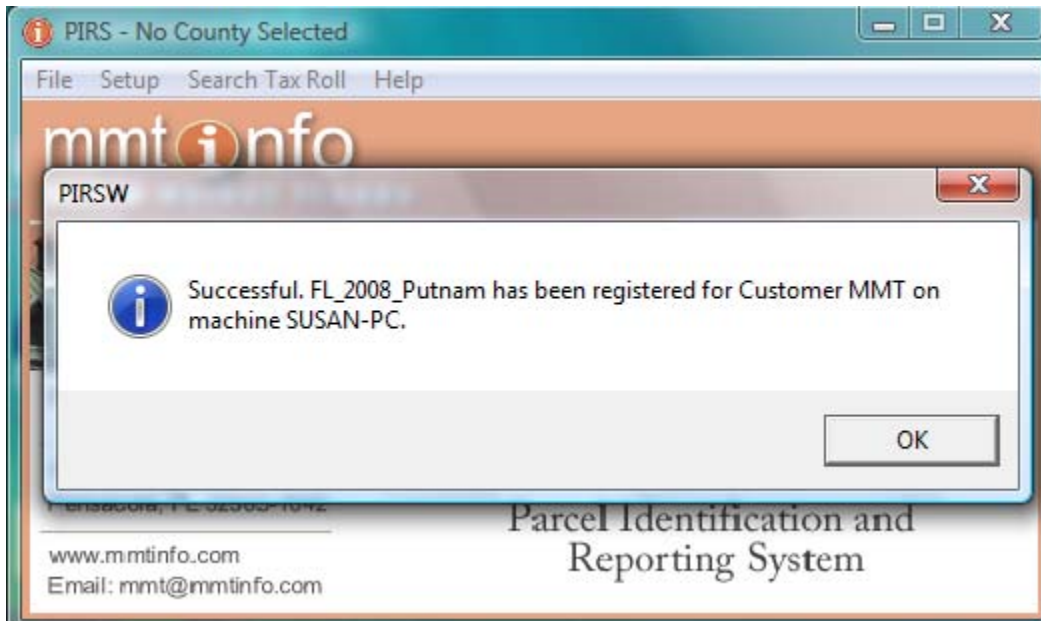 PIRS - No County Selected
File Setup Search Tax Roll Help
mmtinfo
PIRSW
Successful. FL_2008_Putnam has been registered for Customer MMT on
machine SUSAN-PC.
OK
Parcel Identification and
Reporting System
www.mmtinfo.com
Email: mmt@mmtinfo.com